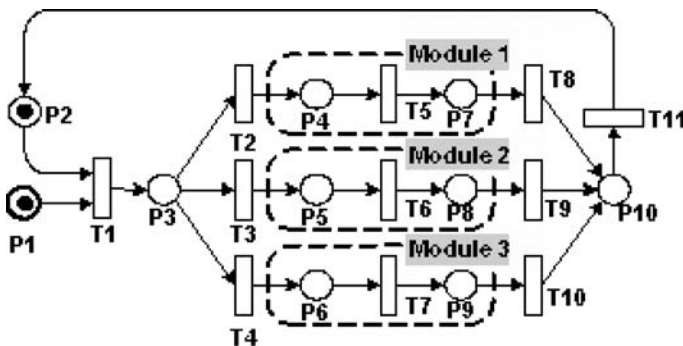 Module 1
T8
P2
P4
T5
P7
T11
T2
Module 2
P3
P5
T6
P8
T9
P10
P1
T1
T3
Module 3
P6
T7
P9
T10
T4